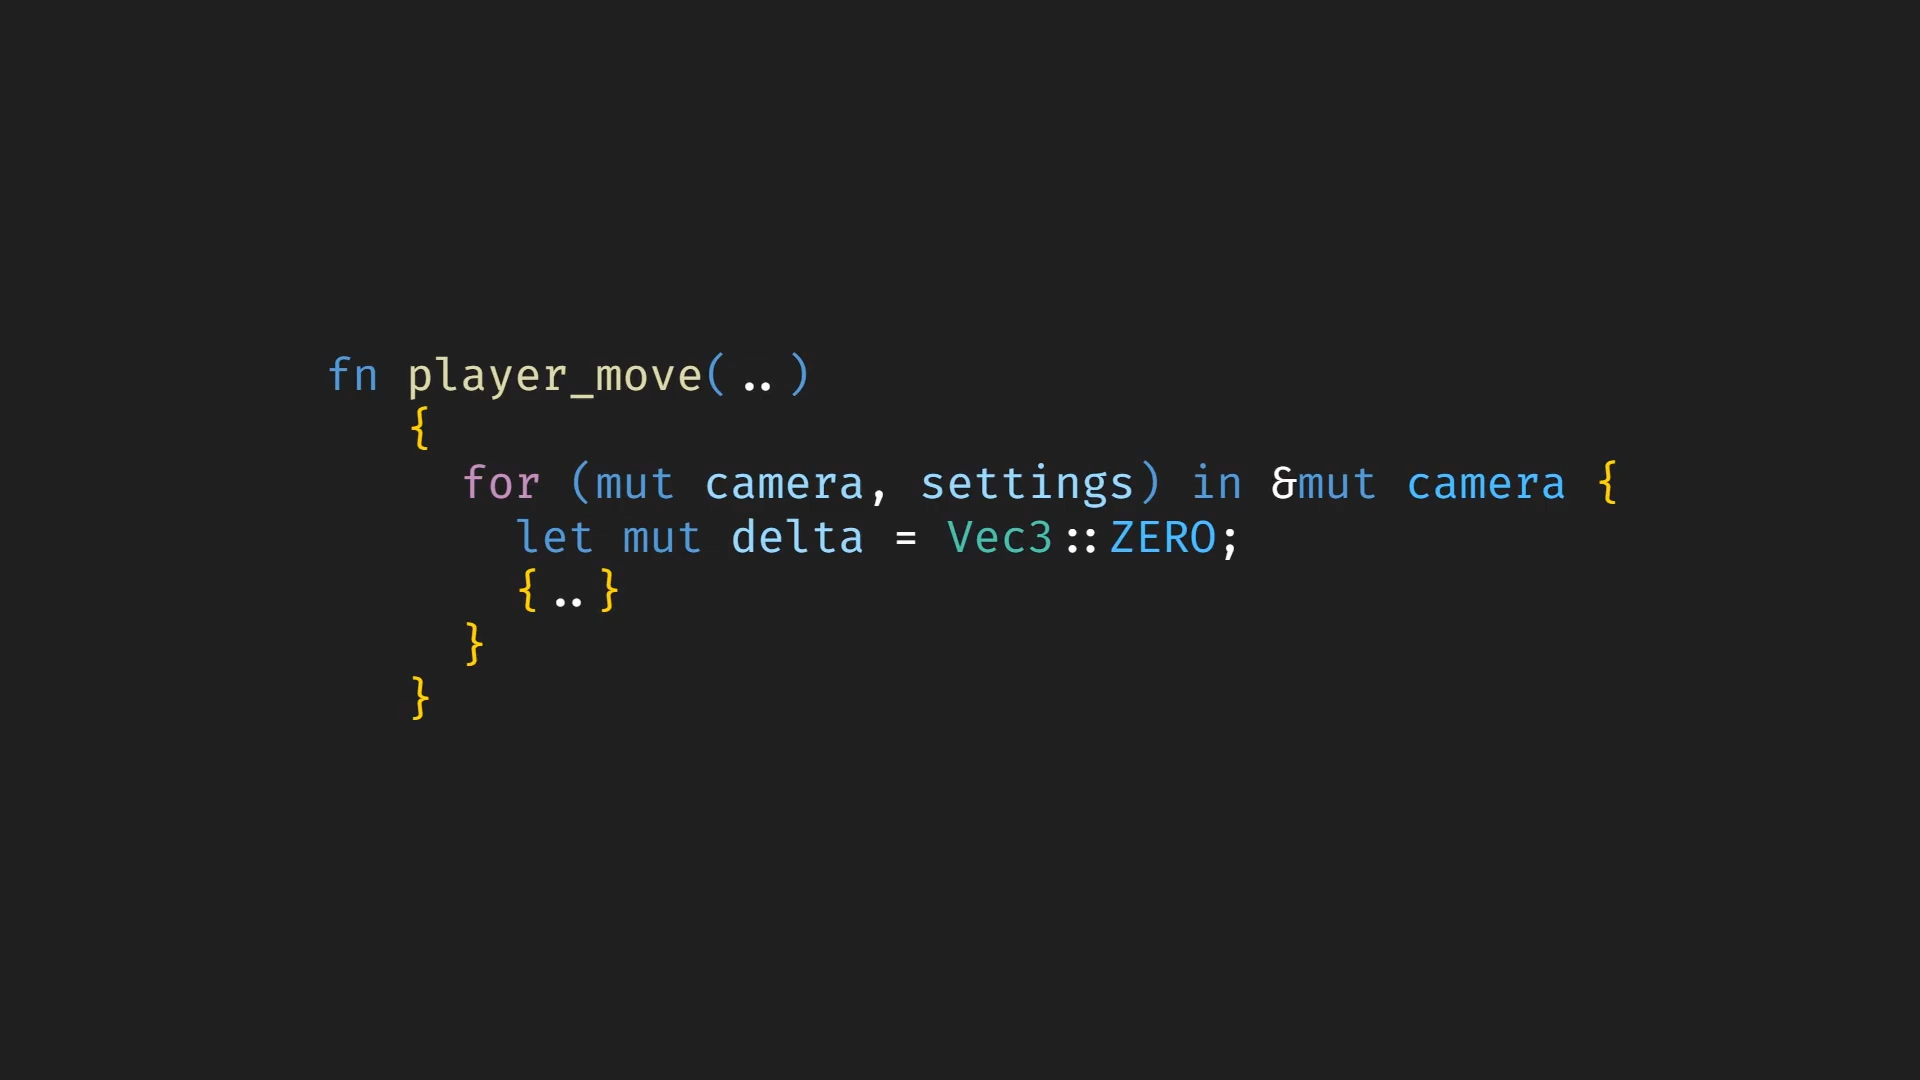 fn player_move(..)
{
for (mut camera, settings) in &mut camera {
let mut delta = Vec3::ZERO;
{..}
}
}